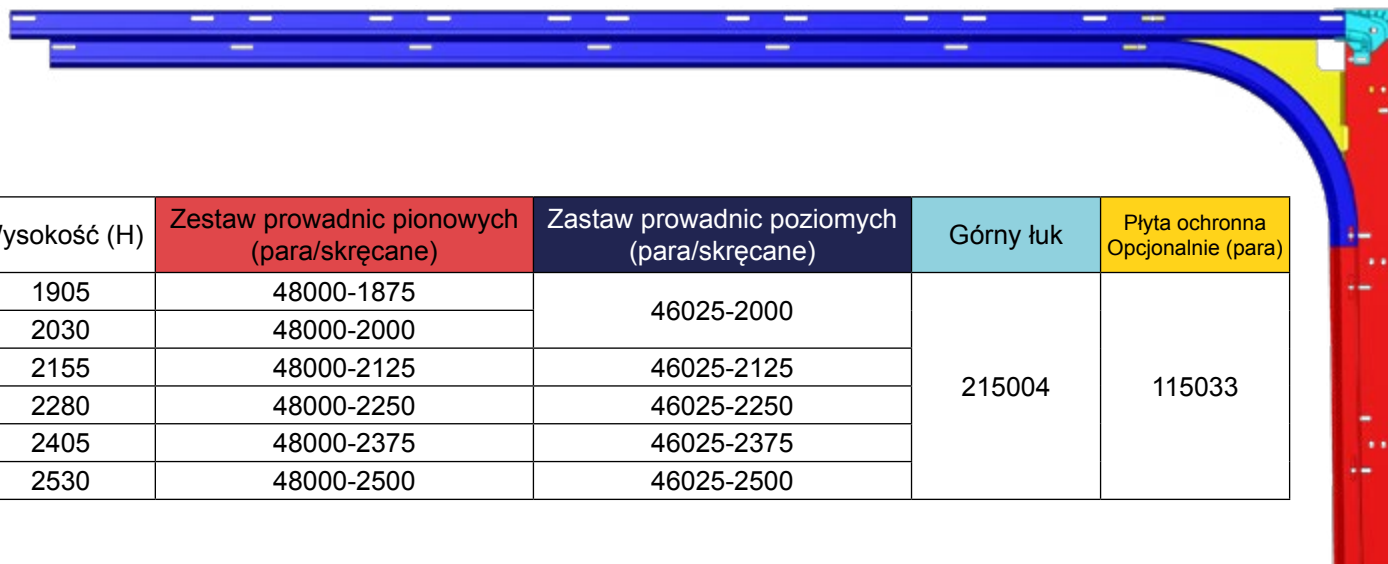 ysokość (H) Zestaw prowadnic pionowych (para/skręcane) Zastaw prowadnic poziomych (para/skręcane) Górny łuk Płyta ochronna Opcjonalnie (para)
1905 48000-1875 46025-2000 215004 115033
2030 48000-2000
2155 48000-2125 46025-2125
2280 48000-2250 46025-2250
2405 48000-2375 46025-2375
2530 48000-2500 46025-2500